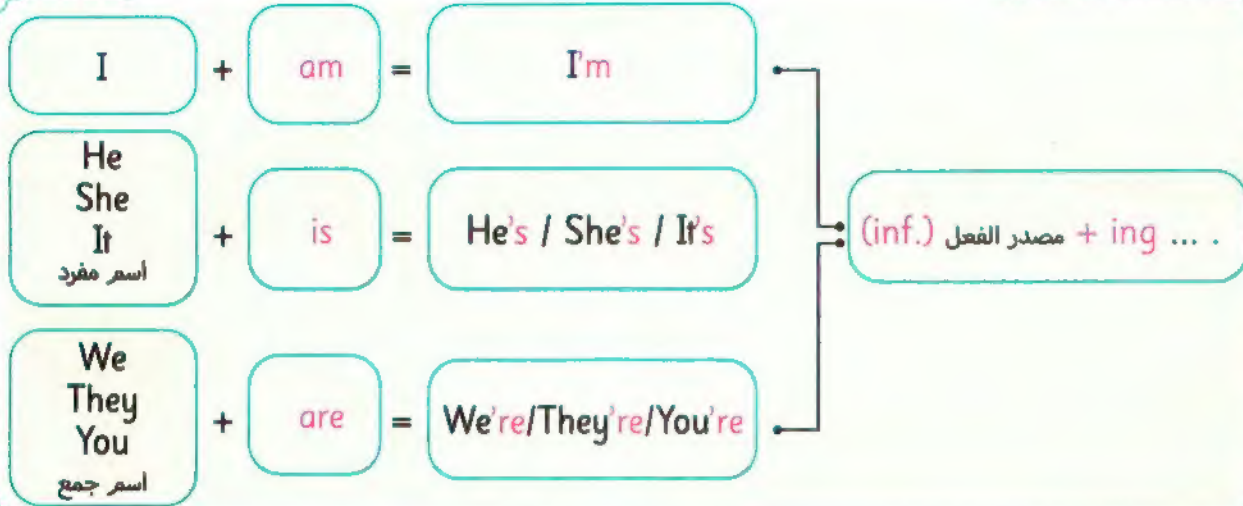 I + am = I'm
He
She
It
اسم مفرد
+ is = He's / She's / It's
(inf.) مصدر الفعل + ing ... .
We
They
You
اسم جمع
+ are = We're/They're/You're